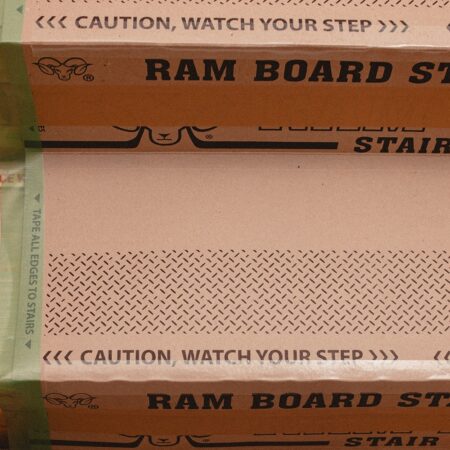 ‹‹‹ CAUTION, WATCH YOUR STEP ›››
® RAM BOARD ST
® STAIR
TAPE ALL EDGES TO STAIRS
‹‹‹ CAUTION, WATCH YOUR STEP ›››
® RAM BOARD STA
STAIR